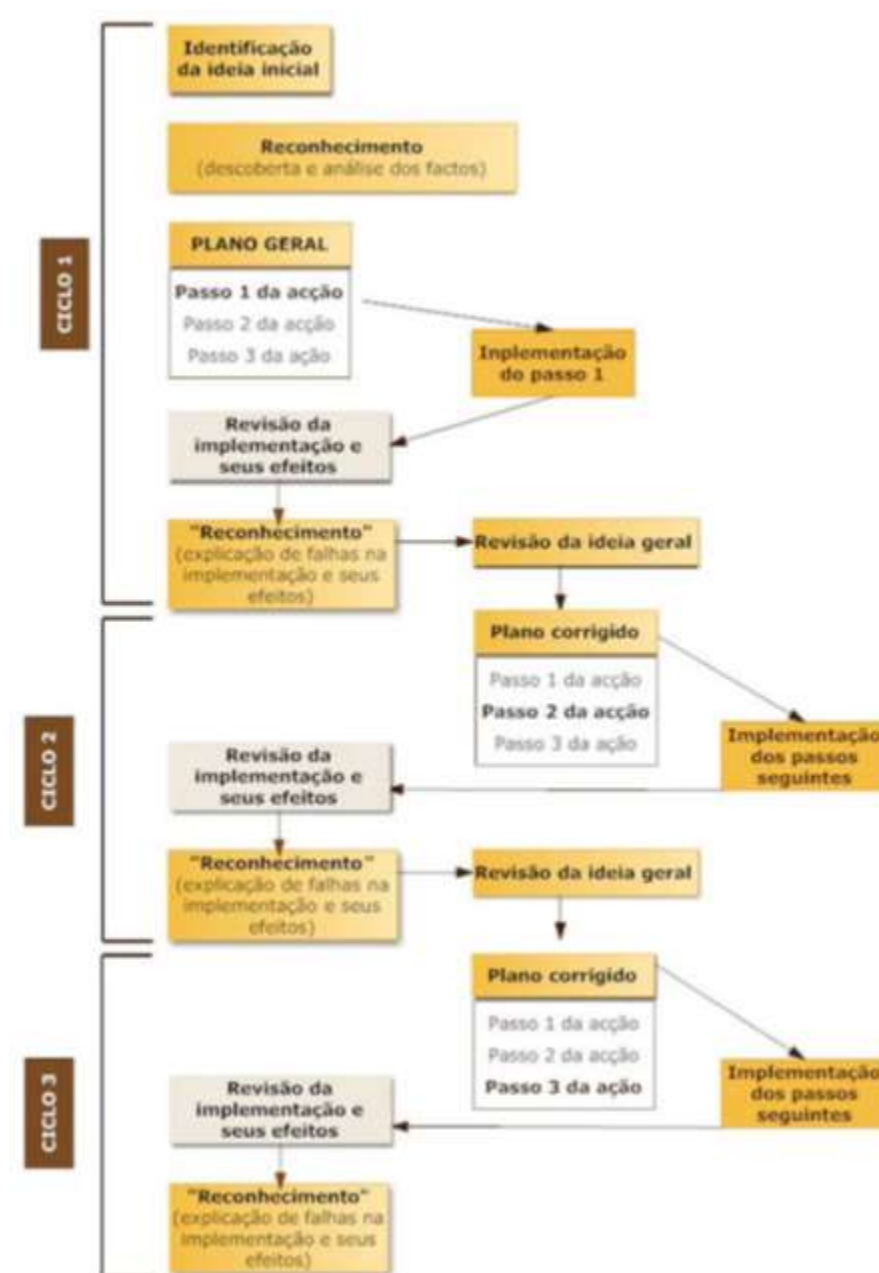 CICLO 1
Identificação
da ideia inicial
Reconhecimento
(descoberta e análise dos factos)
PLANO GERAL
Passo 1 da acção
Passo 2 da acção
Passo 3 da ação
Inplementação
do passo 1
Revisão da
implementação e
seus efeitos
"Reconhecimento"
(explicação de falhas na
implementação e seus
efeitos)
Revisão da ideia geral
CICLO 2
Plano corrigido
Passo 1 da acção
Passo 2 da acção
Passo 3 da ação
Implementação
dos passos
seguintes
Revisão da
implementação e
seus efeitos
"Reconhecimento"
(explicação de falhas na
implementação e seus
efeitos)
Revisão da ideia geral
CICLO 3
Plano corrigido
Passo 1 da acção
Passo 2 da acção
Passo 3 da ação
Implementação
dos passos
seguintes
Revisão da
implementação e
seus efeitos
"Reconhecimento"
(explicação de falhas na
implementação e seus
efeitos)